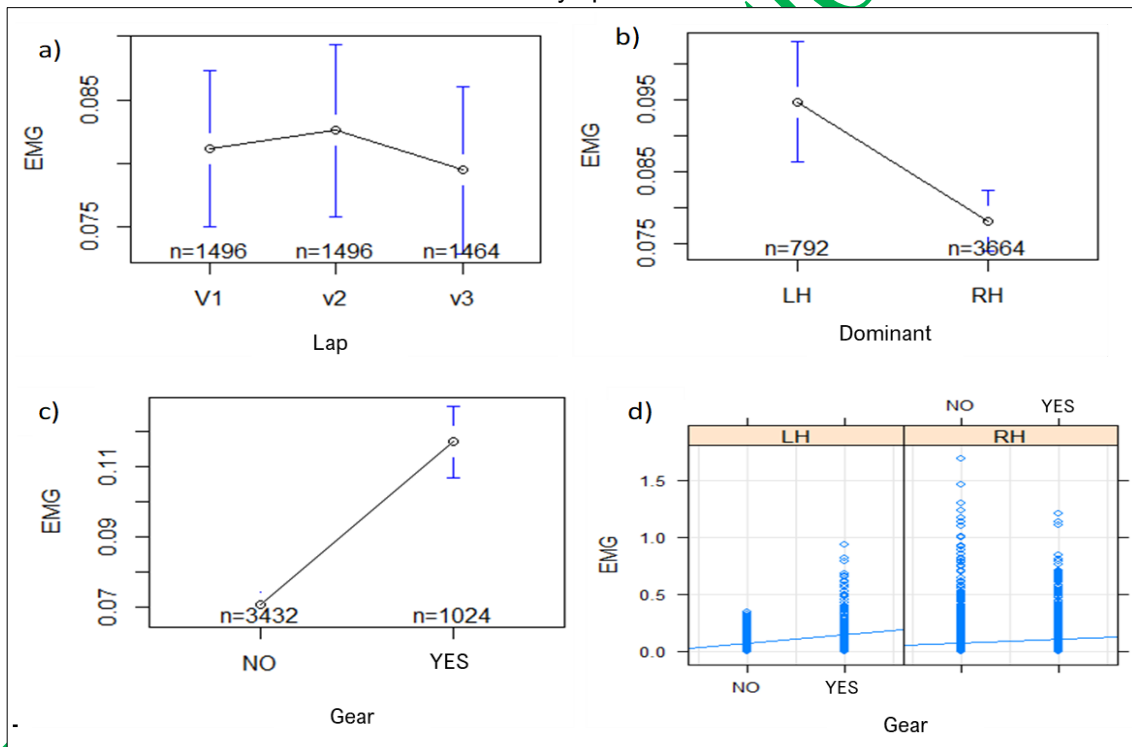 a)
EMG
0.085
0.075
n=1496
n=1496
n=1464
V1
v2
v3
Lap
b)
EMG
0.095
0.085
0.075
n=792
n=3664
LH
RH
Dominant
c)
EMG
0.11
0.09
0.07
n=3432
n=1024
NO
YES
Gear
d)
NO
YES
LH
RH
EMG
1.5
1.0
0.5
0.0
NO
YES
Gear